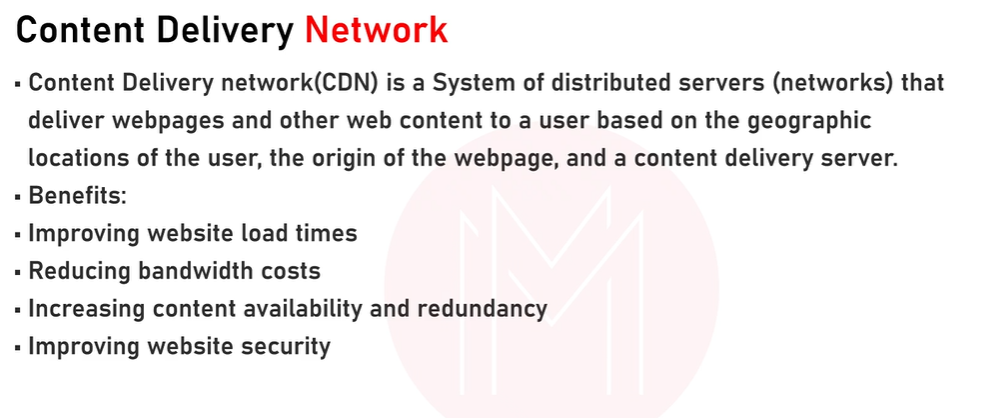 Content Delivery Network
▪ Content Delivery network(CDN) is a System of distributed servers (networks) that
deliver webpages and other web content to a user based on the geographic
locations of the user, the origin of the webpage, and a content delivery server.
▪ Benefits:
▪ Improving website load times
▪ Reducing bandwidth costs
▪ Increasing content availability and redundancy
▪ Improving website security